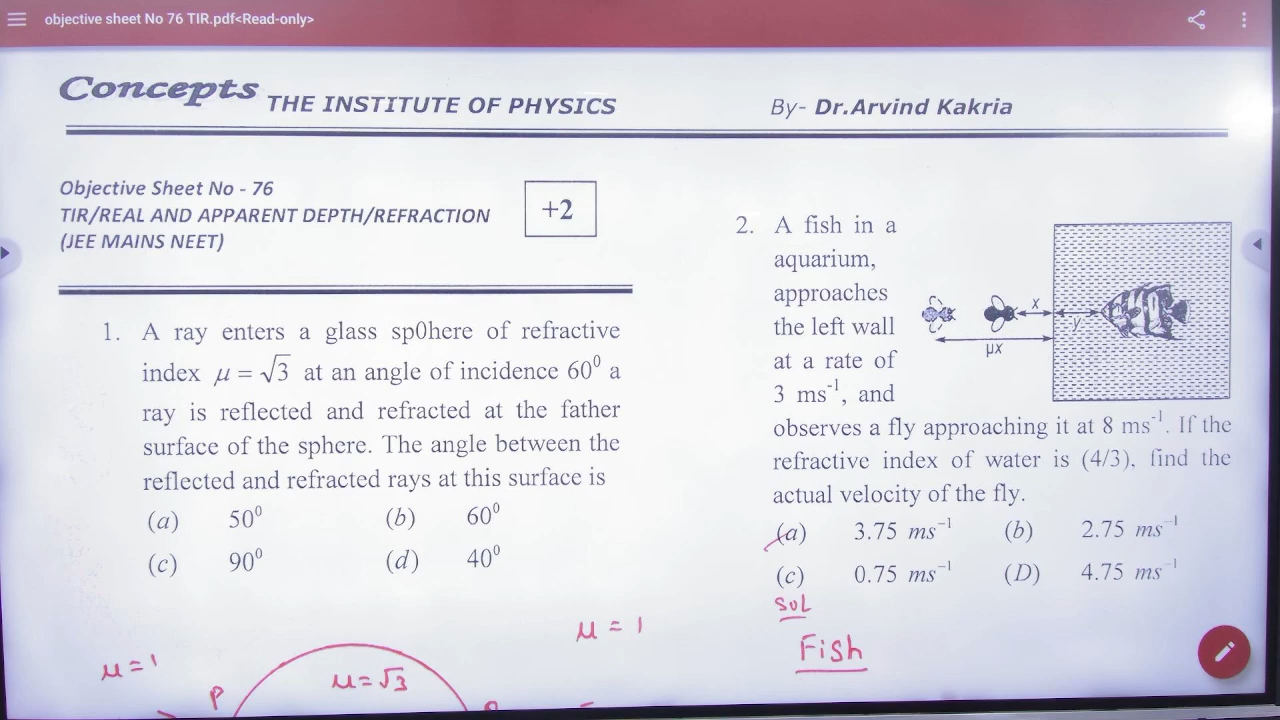 objective sheet No 76 TIR.pdf<Read-only>
Concepts THE INSTITUTE OF PHYSICS By- Dr.Arvind Kakria
Objective Sheet No - 76
TIR/REAL AND APPARENT DEPTH/REFRACTION
(JEE MAINS NEET)
+2
1. A ray enters a glass sp0here of refractive
index μ = √3 at an angle of incidence 60⁰ a
ray is reflected and refracted at the father
surface of the sphere. The angle between the
reflected and refracted rays at this surface is
(a) 50⁰ (b) 60⁰
(c) 90⁰ (d) 40⁰
μ = 1
μ = 1
μ = √3
P
2. A fish in a
aquarium,
approaches
the left wall
at a rate of
3 ms⁻¹, and
observes a fly approaching it at 8 ms⁻¹. If the
refractive index of water is (4/3), find the
actual velocity of the fly.
x
y
μx
(a) 3.75 ms⁻¹ (b) 2.75 ms⁻¹
(c) 0.75 ms⁻¹ (D) 4.75 ms⁻¹
SOL
Fish